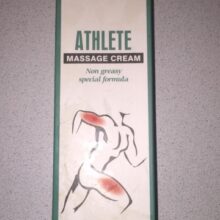 ATHLETE
MASSAGE CREAM
Non greasy
special formula